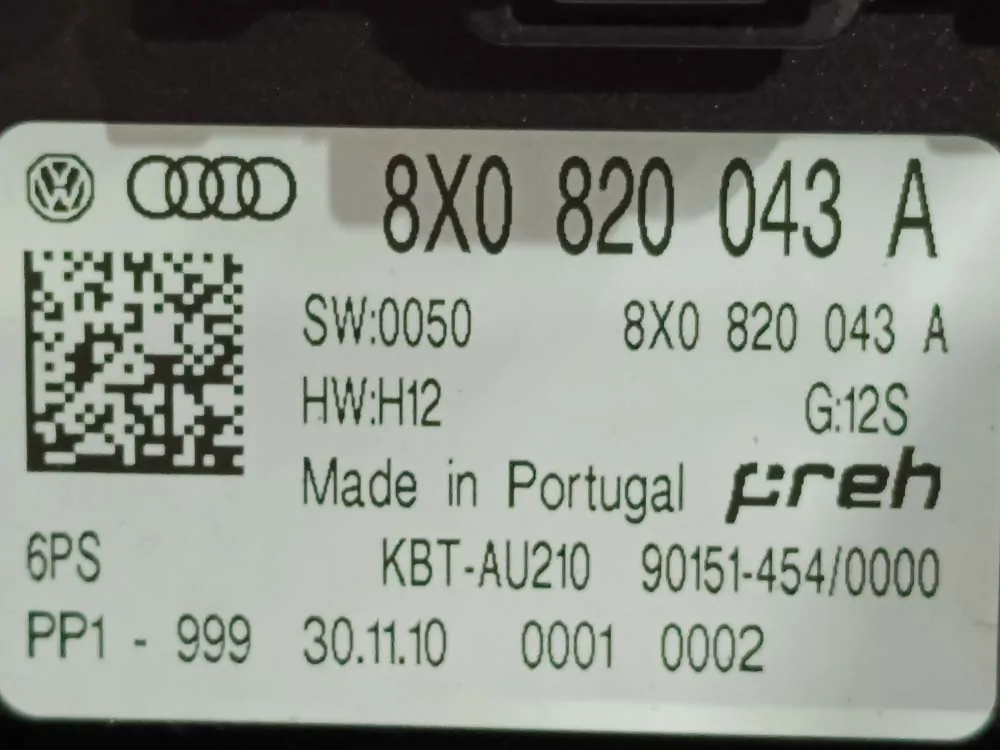 8X0 820 043 A
SW:0050 8X0 820 043 A
HW:H12 G:12S
Made in Portugal preh
6PS KBT-AU210 90151-454/0000
PP1 - 999 30.11.10 0001 0002